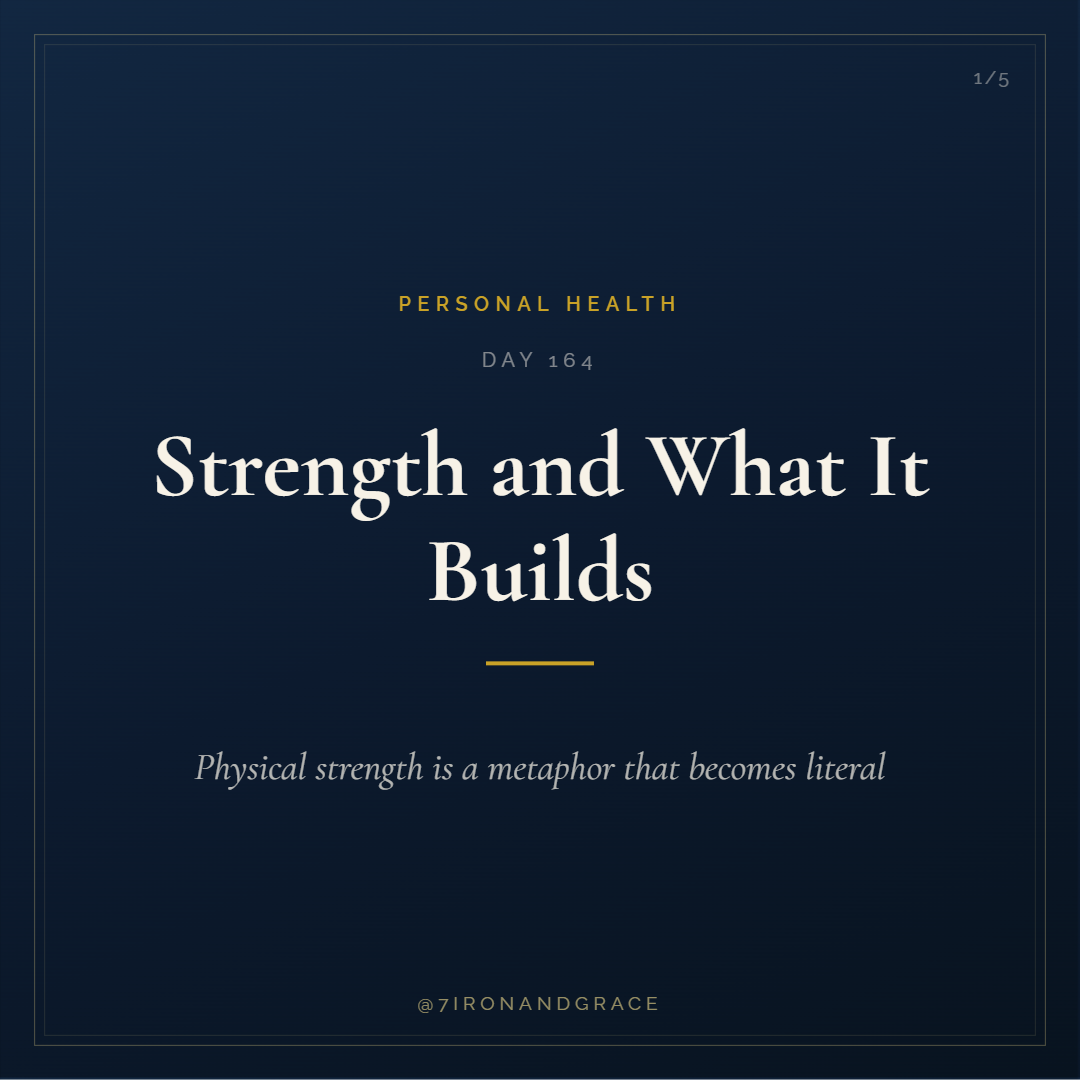 1/5
PERSONAL HEALTH
DAY 164
Strength and What It
Builds
Physical strength is a metaphor that becomes literal
@7IRONANDGRACE